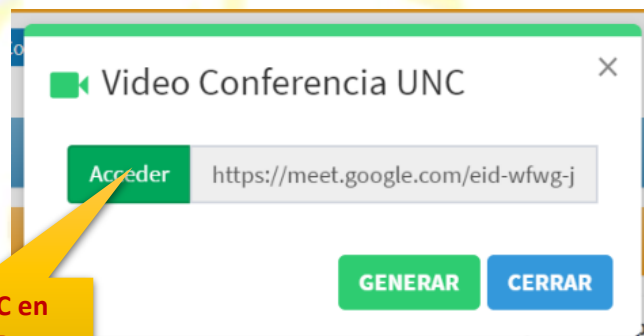 Video Conferencia UNC
×
Acceder https://meet.google.com/eid-wfwg-j
GENERAR CERRAR
C en